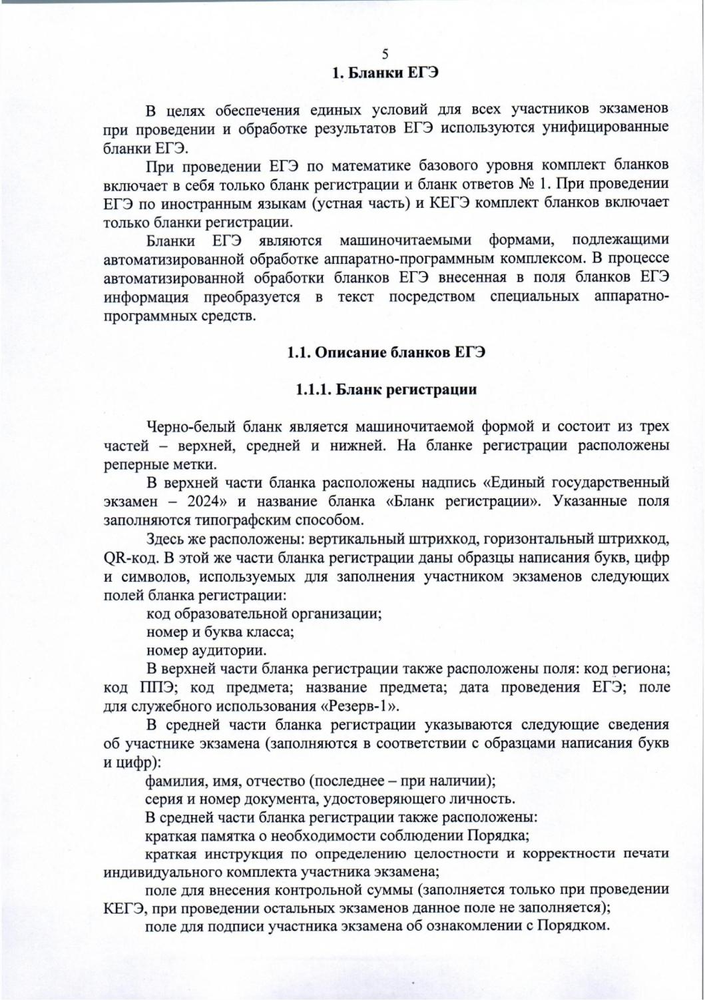 5
1. Бланки ЕГЭ
В целях обеспечения единых условий для всех участников экзаменов
при проведении и обработке результатов ЕГЭ используются унифицированные
бланки ЕГЭ.
При проведении ЕГЭ по математике базового уровня комплект бланков
включает в себя только бланк регистрации и бланк ответов № 1. При проведении
ЕГЭ по иностранным языкам (устная часть) и КЕГЭ комплект бланков включает
только бланки регистрации.
Бланки ЕГЭ являются машиночитаемыми формами, подлежащими
автоматизированной обработке аппаратно-программным комплексом. В процессе
автоматизированной обработки бланков ЕГЭ внесенная в поля бланков ЕГЭ
информация преобразуется в текст посредством специальных аппаратно-
программных средств.
1.1. Описание бланков ЕГЭ
1.1.1. Бланк регистрации
Черно-белый бланк является машиночитаемой формой и состоит из трех
частей – верхней, средней и нижней. На бланке регистрации расположены
реперные метки.
В верхней части бланка расположены надпись «Единый государственный
экзамен – 2024» и название бланка «Бланк регистрации». Указанные поля
заполняются типографским способом.
Здесь же расположены: вертикальный штрихкод, горизонтальный штрихкод,
QR-код. В этой же части бланка регистрации даны образцы написания букв, цифр
и символов, используемых для заполнения участником экзаменов следующих
полей бланка регистрации:
код образовательной организации;
номер и буква класса;
номер аудитории.
В верхней части бланка регистрации также расположены поля: код региона;
код ППЭ; код предмета; название предмета; дата проведения ЕГЭ; поле
для служебного использования «Резерв-1».
В средней части бланка регистрации указываются следующие сведения
об участнике экзамена (заполняются в соответствии с образцами написания букв
и цифр):
фамилия, имя, отчество (последнее – при наличии);
серия и номер документа, удостоверяющего личность.
В средней части бланка регистрации также расположены:
краткая памятка о необходимости соблюдении Порядка;
краткая инструкция по определению целостности и корректности печати
индивидуального комплекта участника экзамена;
поле для внесения контрольной суммы (заполняется только при проведении
КЕГЭ, при проведении остальных экзаменов данное поле не заполняется);
поле для подписи участника экзамена об ознакомлении с Порядком.